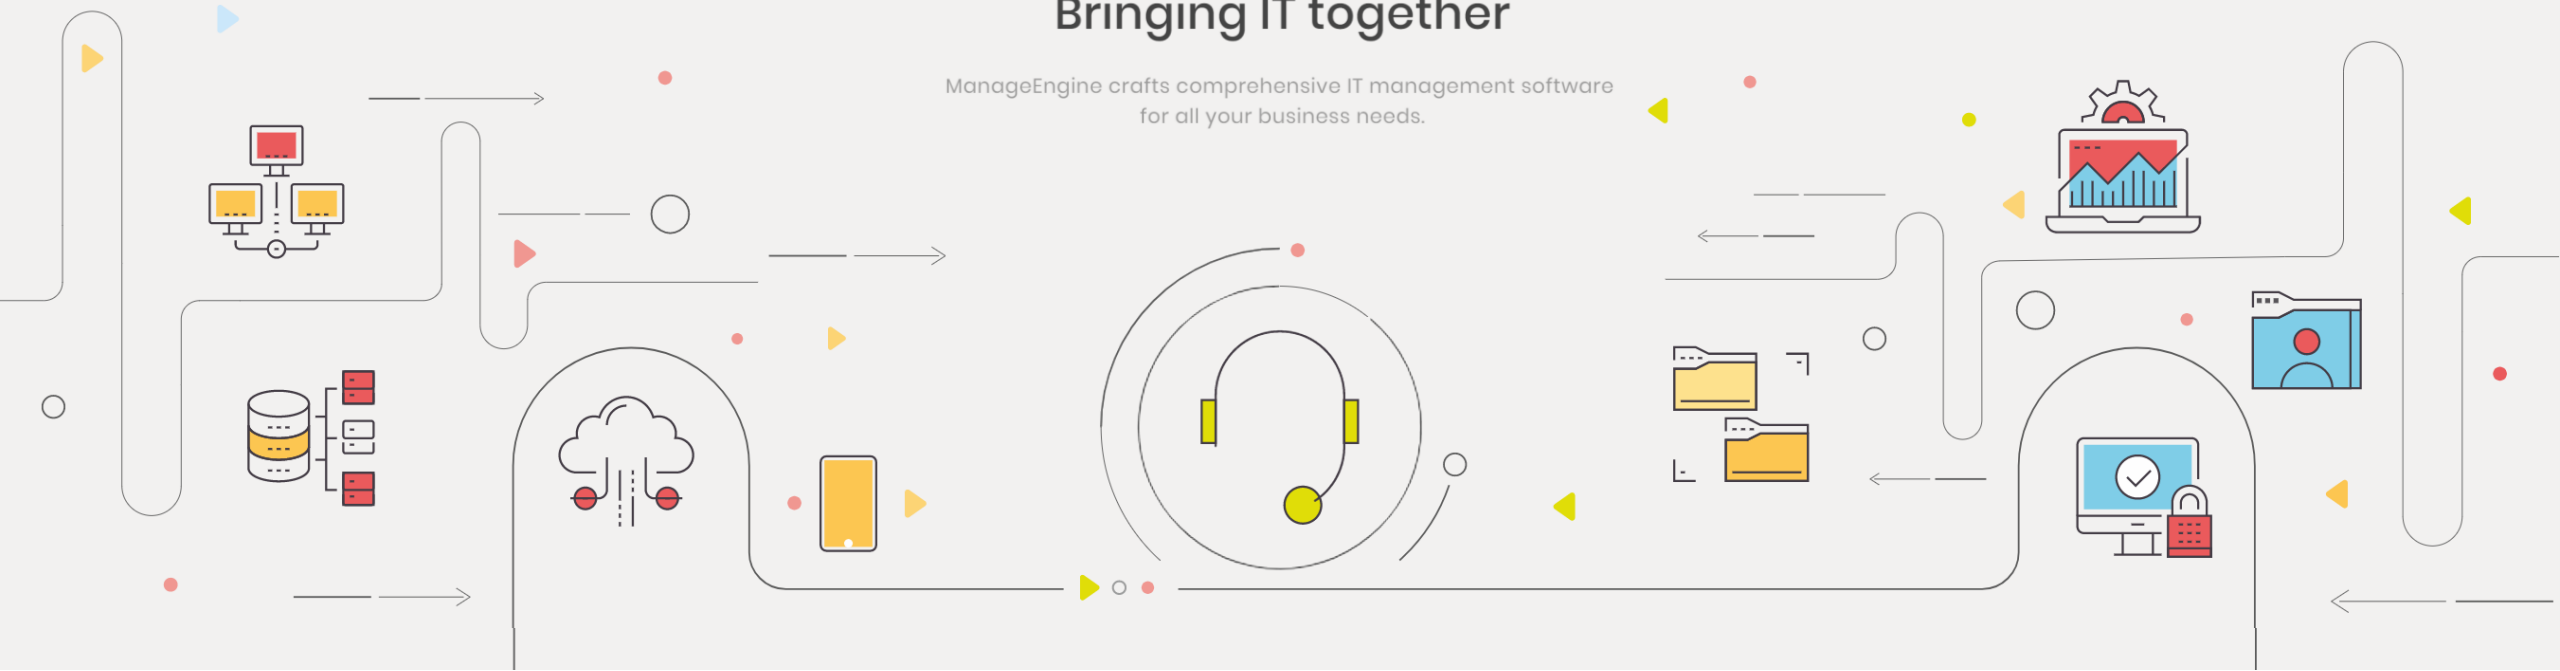 Bringing IT together
ManageEngine crafts comprehensive IT management software
for all your business needs.